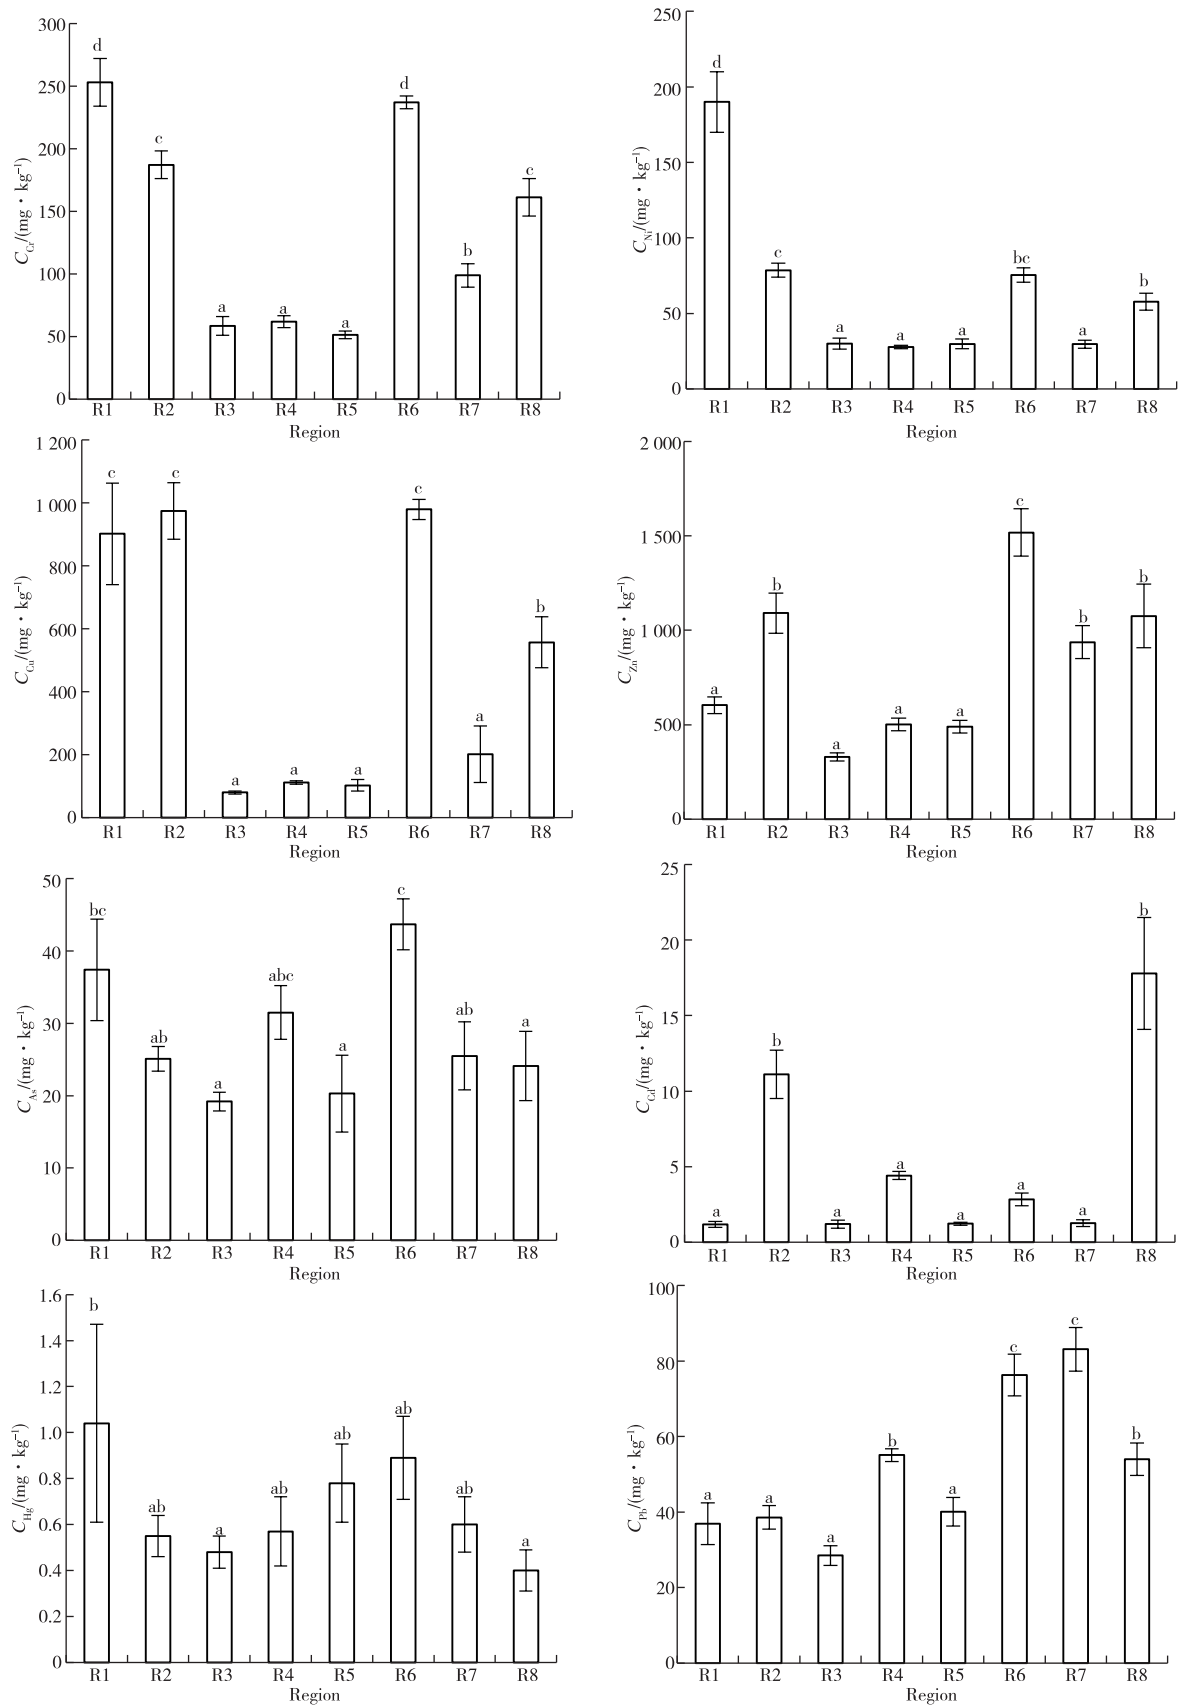 300
250
200
150
100
50
0
C_Cr/(mg・kg⁻¹)
d
c
a
a
a
d
b
c
R1 R2 R3 R4 R5 R6 R7 R8
Region
250
200
150
100
50
0
C_Ni/(mg・kg⁻¹)
d
c
a
a
a
bc
a
b
R1 R2 R3 R4 R5 R6 R7 R8
Region
1 200
1 000
800
600
400
200
0
C_Cu/(mg・kg⁻¹)
c
c
a
a
a
c
a
b
R1 R2 R3 R4 R5 R6 R7 R8
Region
2 000
1 500
1 000
500
0
C_Zn/(mg・kg⁻¹)
a
b
a
a
a
c
b
b
R1 R2 R3 R4 R5 R6 R7 R8
Region
50
40
30
20
10
0
C_As/(mg・kg⁻¹)
bc
ab
a
abc
a
c
ab
a
R1 R2 R3 R4 R5 R6 R7 R8
Region
25
20
15
10
5
0
C_Cd/(mg・kg⁻¹)
a
b
a
a
a
a
a
b
R1 R2 R3 R4 R5 R6 R7 R8
Region
1.6
1.4
1.2
1.0
0.8
0.6
0.4
0.2
0
C_Hg/(mg・kg⁻¹)
b
ab
a
ab
ab
ab
ab
a
R1 R2 R3 R4 R5 R6 R7 R8
Region
100
80
60
40
20
0
C_Pb/(mg・kg⁻¹)
a
a
a
b
a
c
c
b
R1 R2 R3 R4 R5 R6 R7 R8
Region